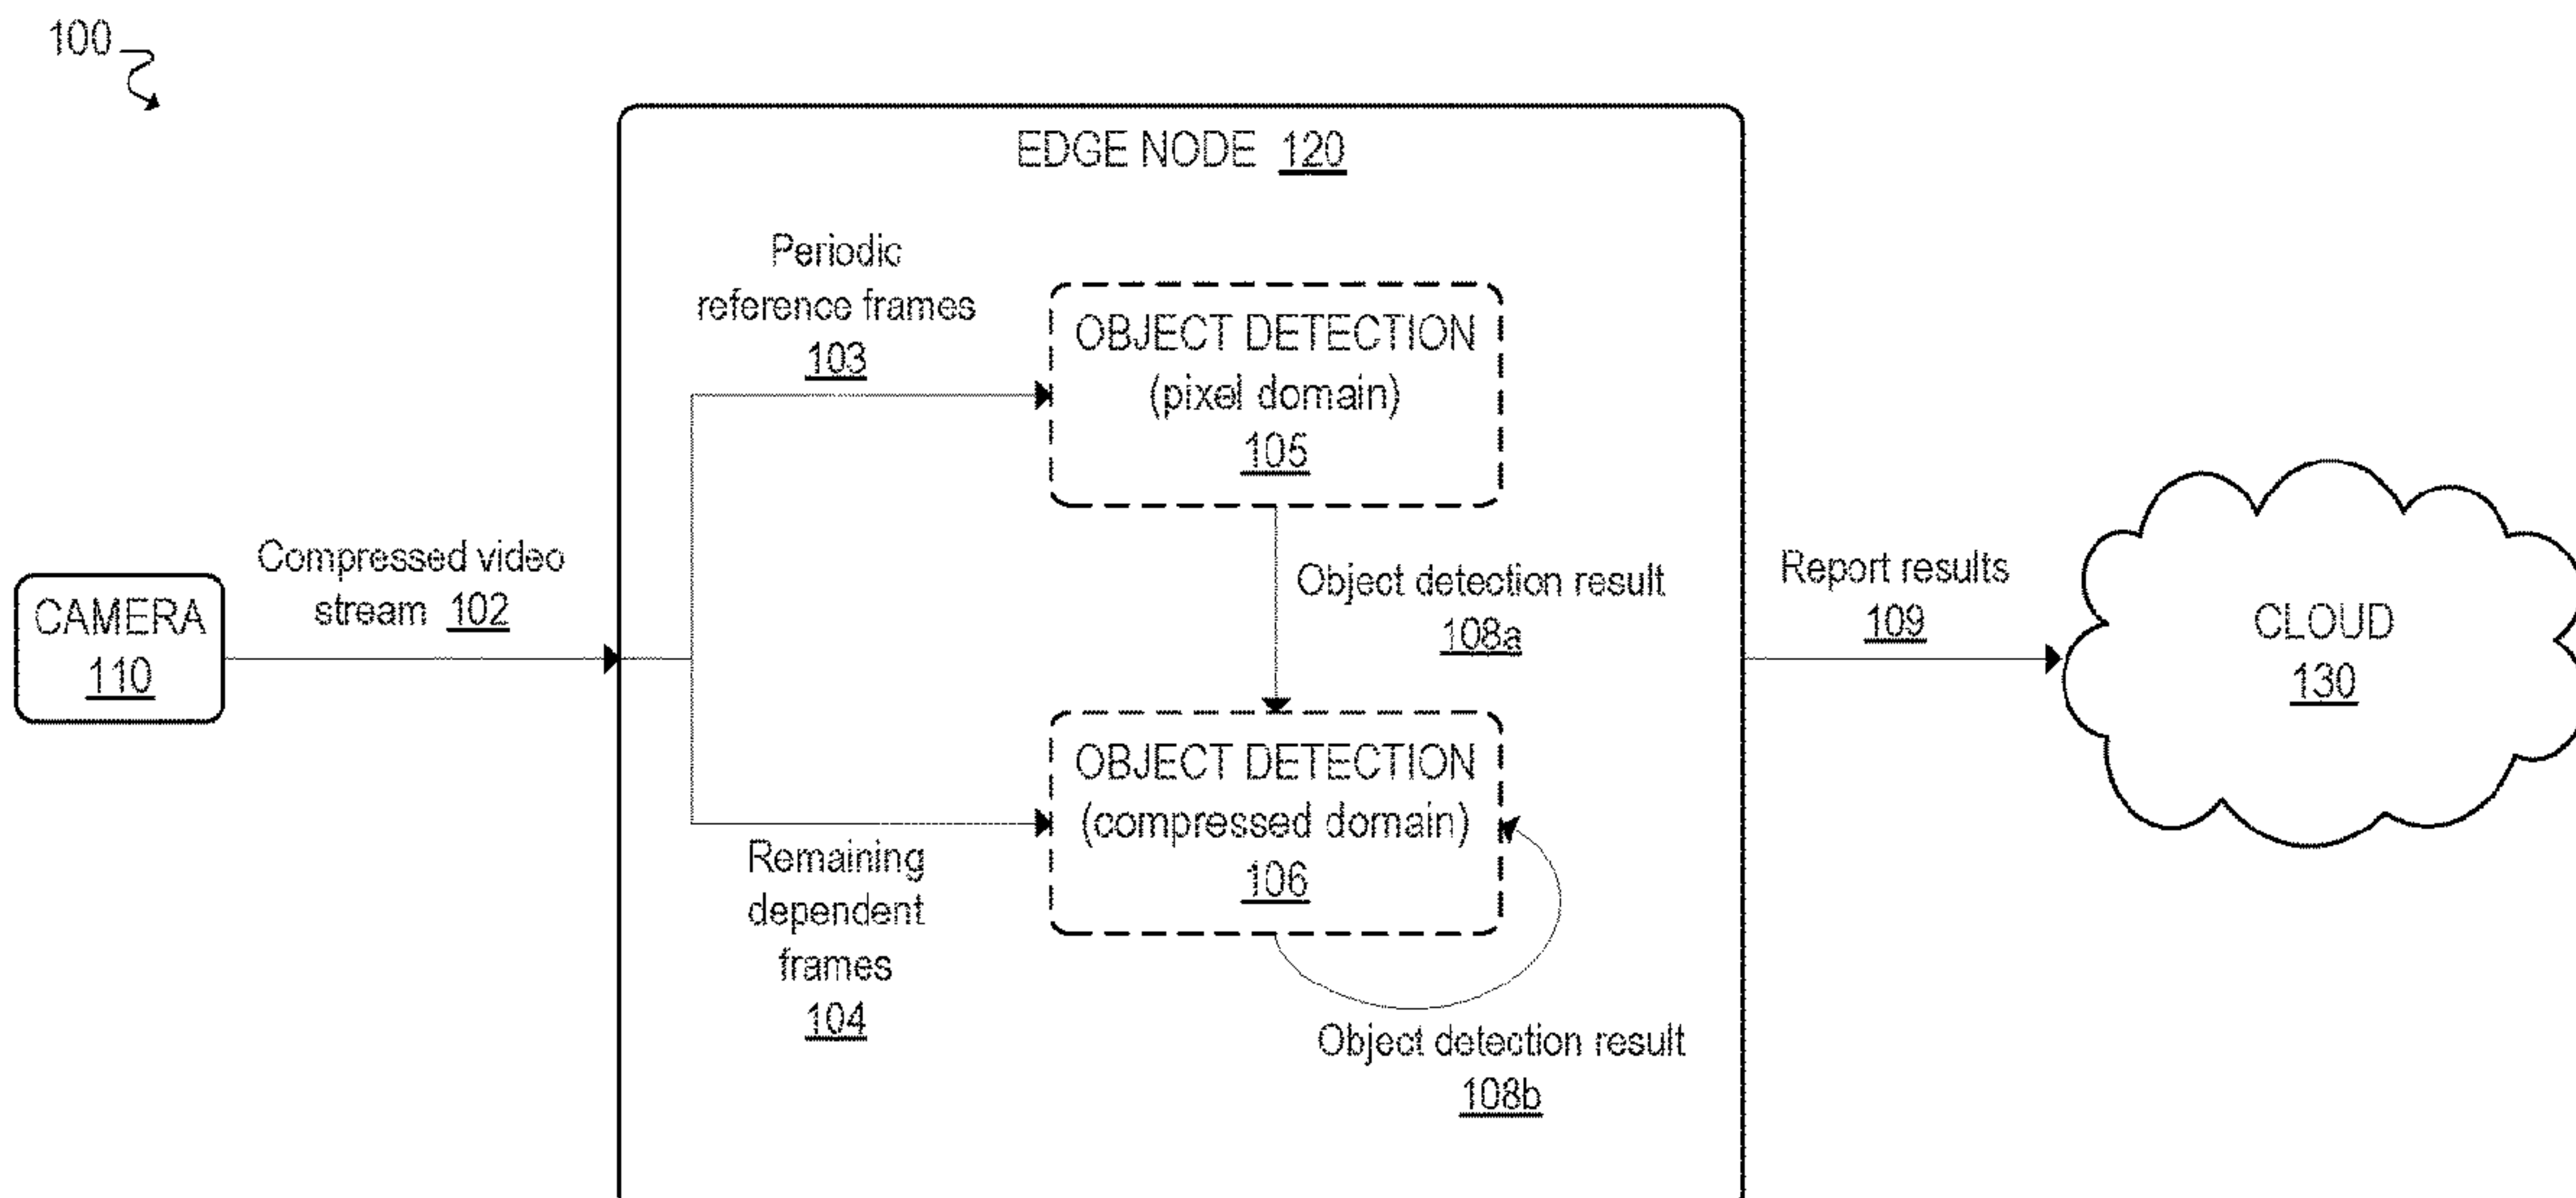 100
EDGE NODE 120
Periodic
reference frames
103
OBJECT DETECTION
(pixel domain)
105
Compressed video
stream 102
CAMERA
110
Object detection result
108a
Report results
109
CLOUD
130
OBJECT DETECTION
(compressed domain)
106
Remaining
dependent
frames
104
Object detection result
108b